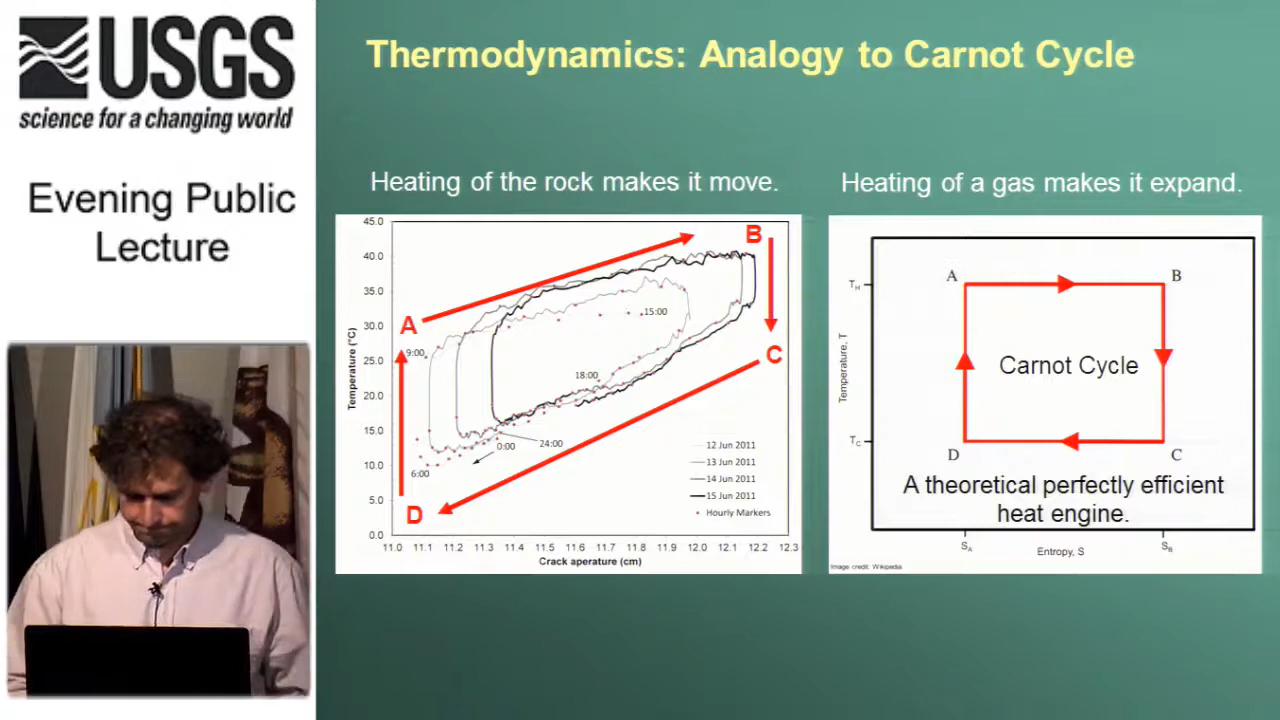 USGS
science for a changing world
Evening Public
Lecture
Thermodynamics: Analogy to Carnot Cycle
Heating of the rock makes it move.
45.0
40.0
35.0
30.0
25.0
20.0
15.0
10.0
5.0
0.0
Temperature (°C)
A
B
C
D
9:00
15:00
18:00
24:00
0:00
6:00
12 Jun 2011
13 Jun 2011
14 Jun 2011
15 Jun 2011
Hourly Markers
11.0 11.1 11.2 11.3 11.4 11.5 11.6 11.7 11.8 11.9 12.0 12.1 12.2 12.3
Crack aperature (cm)
Heating of a gas makes it expand.
A B
T_H
Temperature, T
Carnot Cycle
T_C
D C
A theoretical perfectly efficient
heat engine.
S_A S_B
Entropy, S
Image credit: Wikipedia